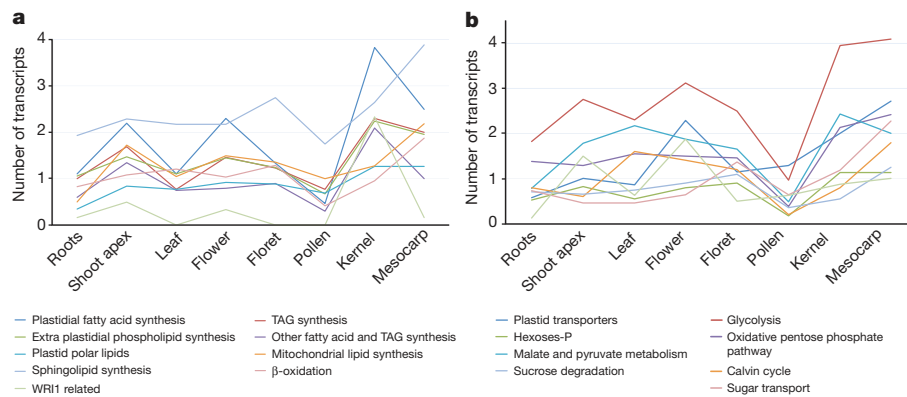 a
Number of transcripts
4
3
2
1
0
Roots
Shoot apex
Leaf
Flower
Floret
Pollen
Kernel
Mesocarp
Plastidial fatty acid synthesis
Extra plastidial phospholipid synthesis
Plastid polar lipids
Sphingolipid synthesis
WRI1 related
TAG synthesis
Other fatty acid and TAG synthesis
Mitochondrial lipid synthesis
β-oxidation
b
Number of transcripts
4
3
2
1
0
Roots
Shoot apex
Leaf
Flower
Floret
Pollen
Kernel
Mesocarp
Plastid transporters
Hexoses-P
Malate and pyruvate metabolism
Sucrose degradation
Glycolysis
Oxidative pentose phosphate
pathway
Calvin cycle
Sugar transport